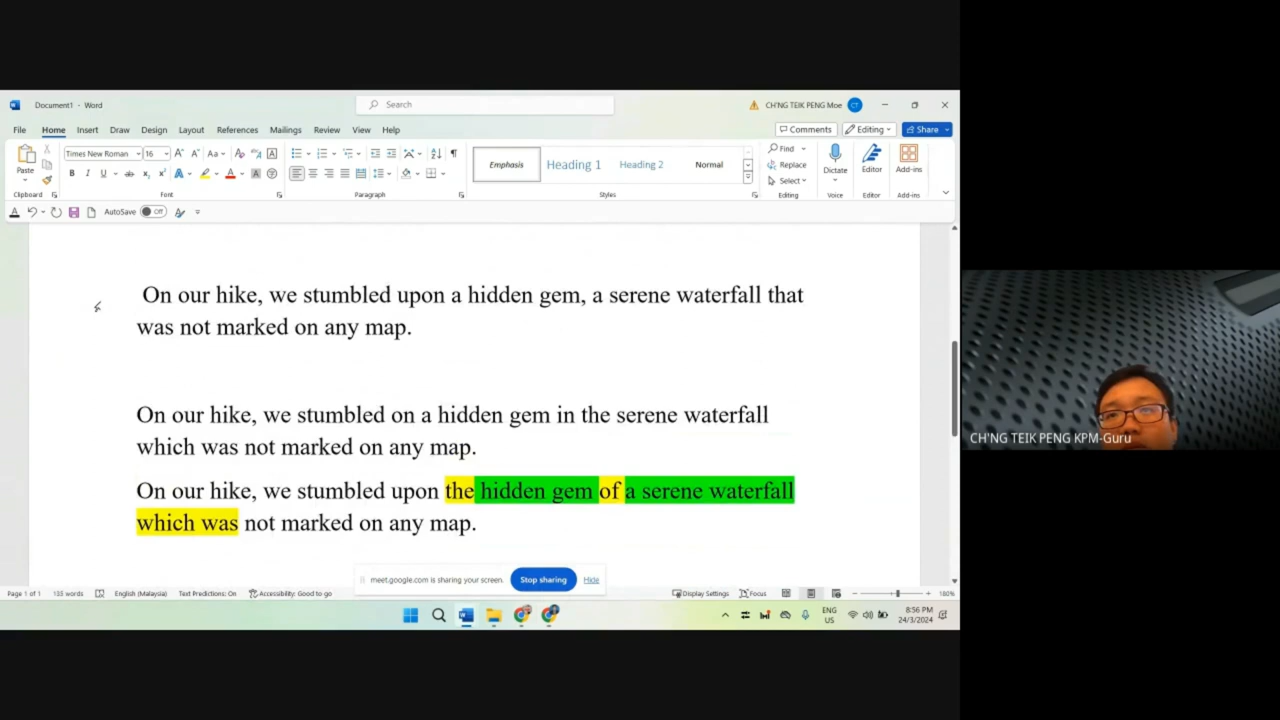 Document1 - Word
Search
CH'NG TEIK PENG Moe
CT
File Home Insert Draw Design Layout References Mailings Review View Help
Comments Editing Share
Times New Roman 16
Paste
Emphasis Heading 1 Heading 2 Normal
Find
Replace
Select
Dictate Editor Add-ins
Clipboard Font Paragraph Styles Editing Voice Editor Add-ins
AutoSave Off
On our hike, we stumbled upon a hidden gem, a serene waterfall that
was not marked on any map.
On our hike, we stumbled on a hidden gem in the serene waterfall
which was not marked on any map.
On our hike, we stumbled upon the hidden gem of a serene waterfall
which was not marked on any map.
meet.google.com is sharing your screen. Stop sharing Hide
Page 1 of 1 135 words English (Malaysia) Text Predictions: On Accessibility: Good to go Display Settings Focus 180%
ENG
US
8:56 PM
24/3/2024
CH'NG TEIK PENG KPM-Guru